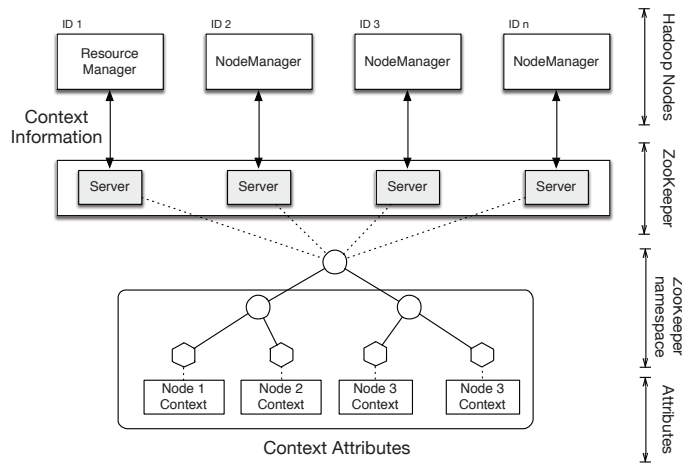 ID 1
ID 2
ID 3
ID n
Resource
Manager
NodeManager
NodeManager
NodeManager
Hadoop Nodes
Context
Information
Server
Server
Server
Server
ZooKeeper
ZooKeeper
namespace
Node 1
Context
Node 2
Context
Node 3
Context
Node 3
Context
Attributes
Context Attributes